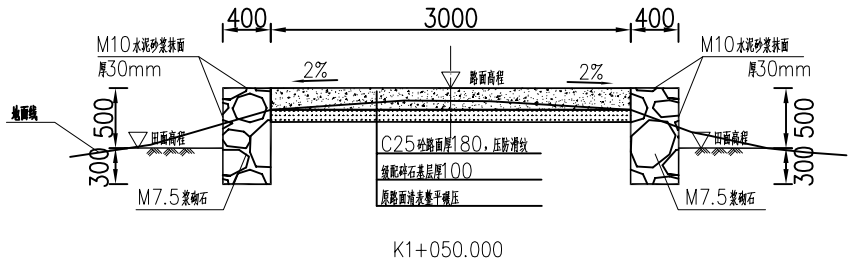 400 3000 400
M10水泥砂浆抹面
厚30mm
2%
路面高程
2%
M10水泥砂浆抹面
厚30mm
地面线
500
田面高程
300
田面高程
500
300
C25砼路面厚180，压防滑纹
级配碎石基层厚100
原路面清表整平碾压
M7.5浆砌石
M7.5浆砌石
K1+050.000